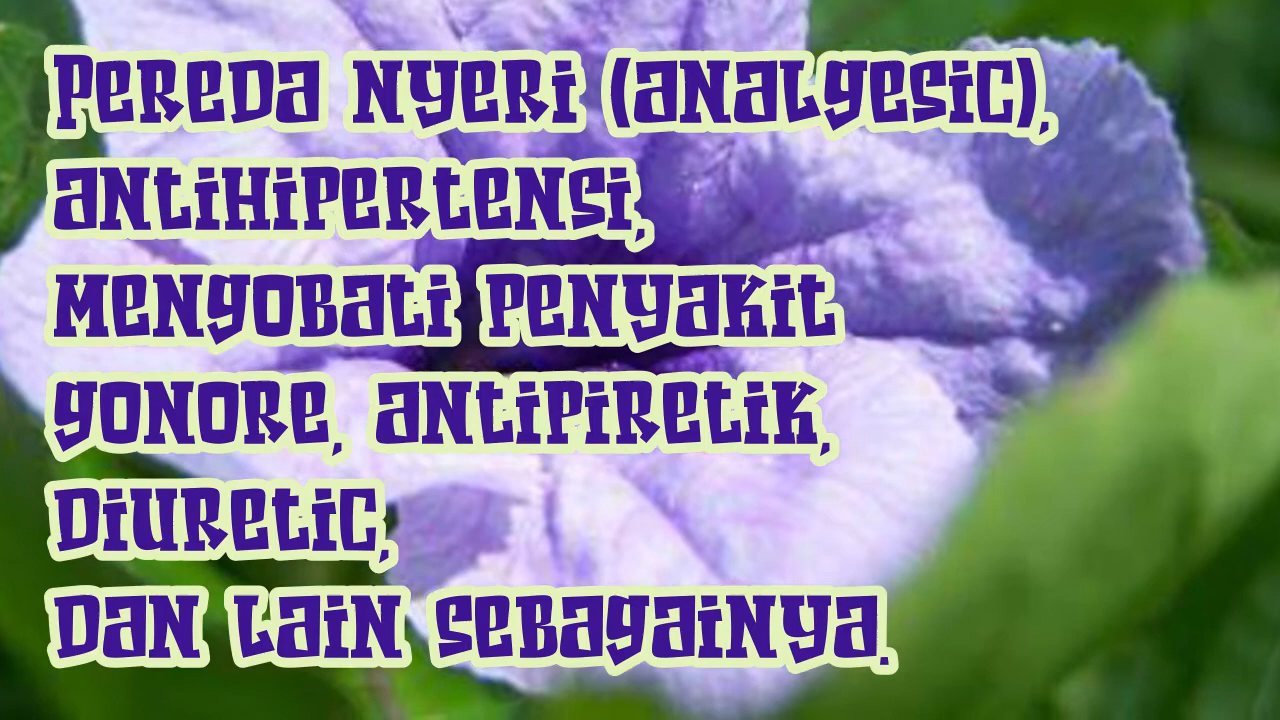 Pereda nyeri (analgesic),
antihipertensi,
mengobati penyakit
gonore, antipiretik,
diuretic,
dan lain sebagainya.